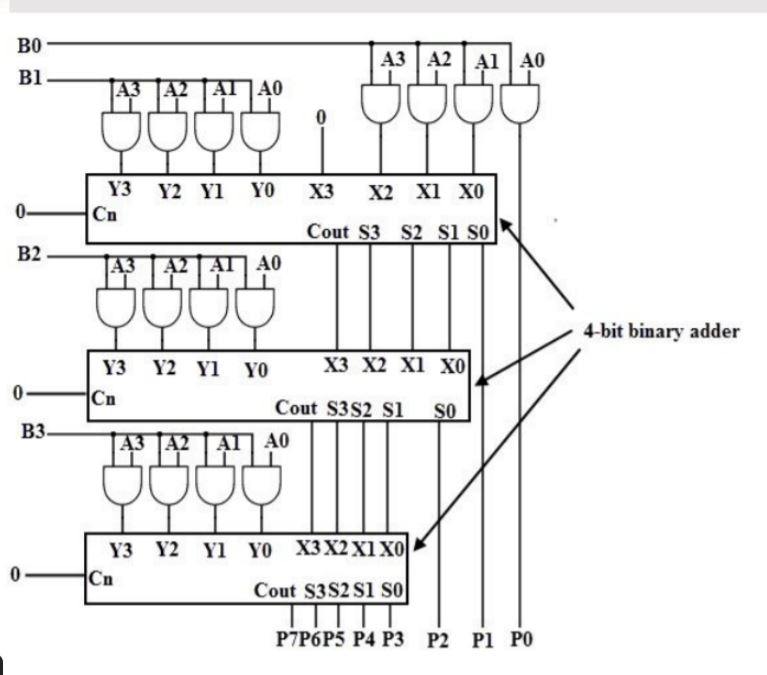 B0
A3 A2 A1 A0
B1
A3 A2 A1 A0
0
Y3 Y2 Y1 Y0 X3 X2 X1 X0
0 Cn
Cout S3 S2 S1 S0
B2
A3 A2 A1 A0
4-bit binary adder
Y3 Y2 Y1 Y0 X3 X2 X1 X0
0 Cn
Cout S3 S2 S1 S0
B3
A3 A2 A1 A0
Y3 Y2 Y1 Y0 X3 X2 X1 X0
0 Cn
Cout S3 S2 S1 S0
P7 P6 P5 P4 P3 P2 P1 P0